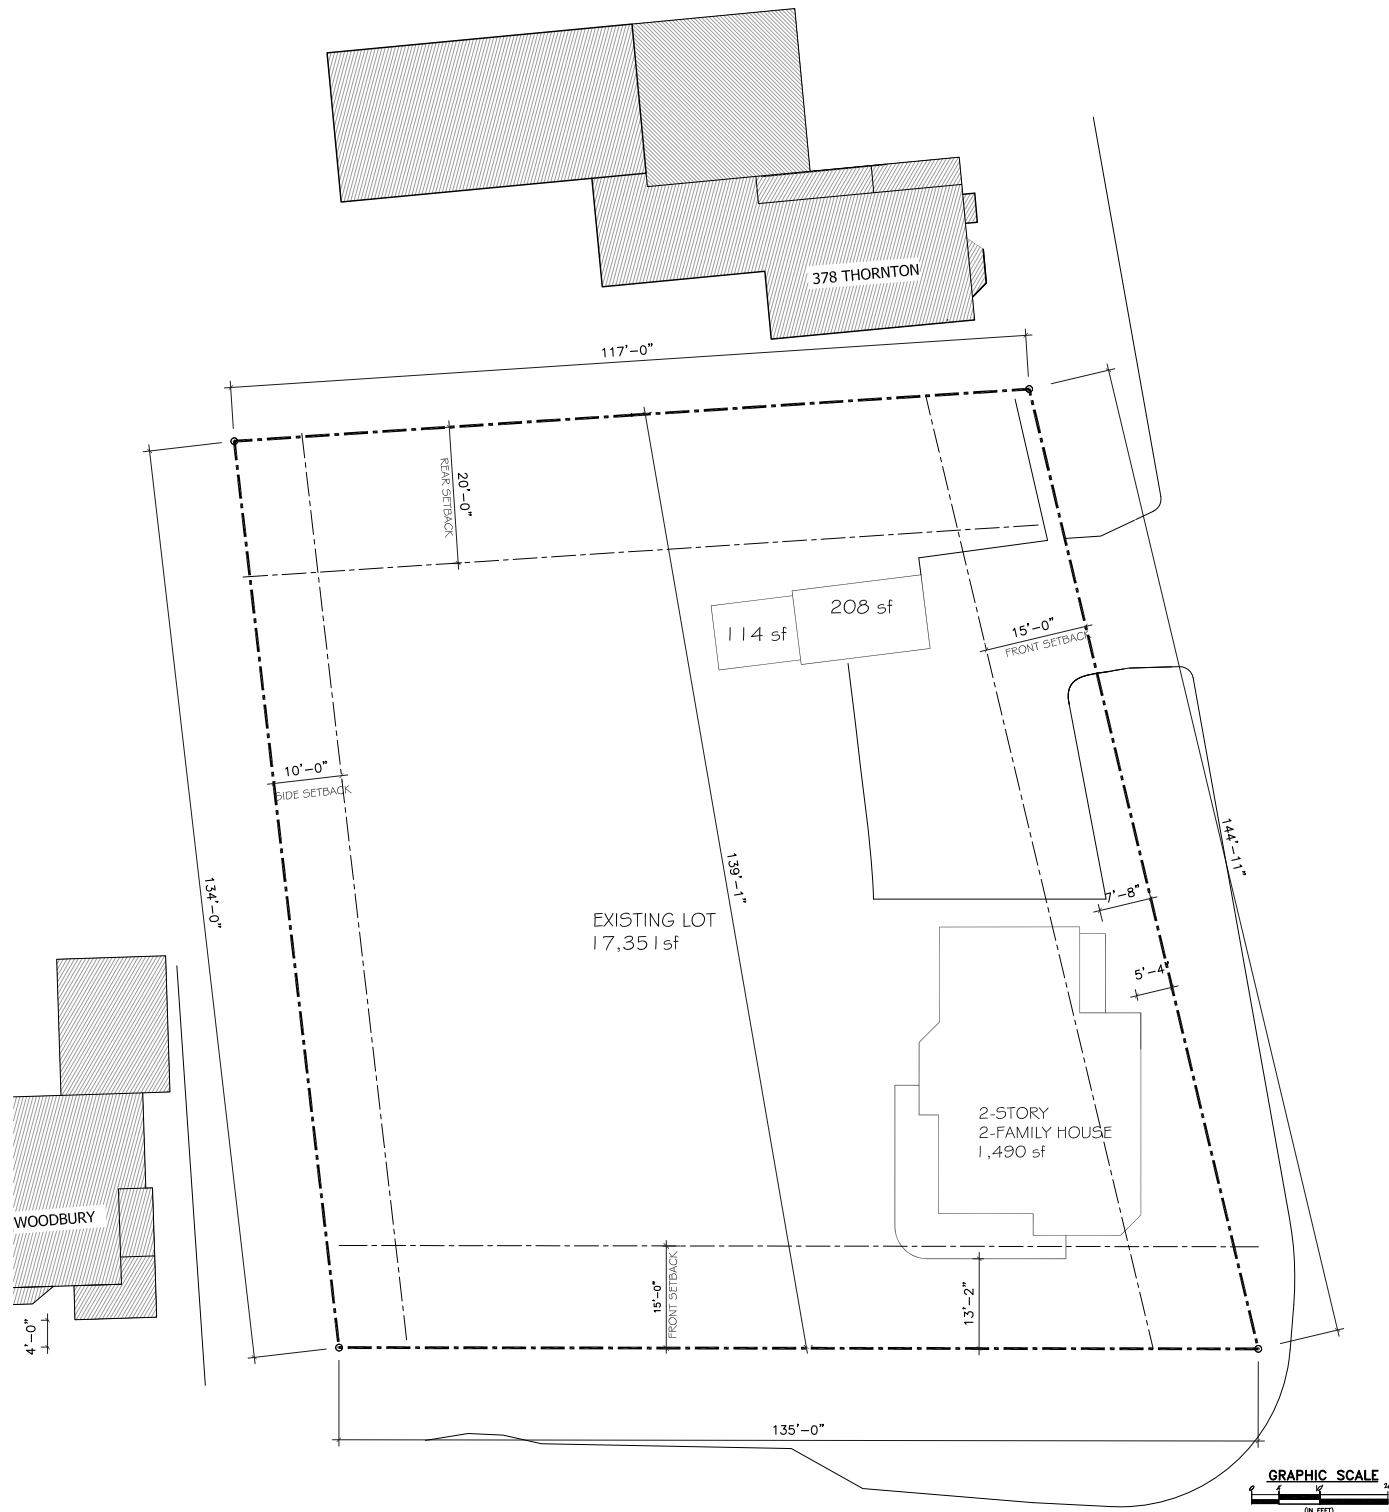 378 THORNTON
117'-0"
20'-0"
REAR SETBACK
208 sf
114 sf
15'-0"
FRONT SETBACK
10'-0"
SIDE SETBACK
134'-0"
139'-1"
144'-11"
7'-8"
EXISTING LOT
17,351sf
5'-4"
2-STORY
2-FAMILY HOUSE
1,490 sf
WOODBURY
4'-0"
15'-0"
FRONT SETBACK
13'-2"
135'-0"
GRAPHIC SCALE
(IN FEET)